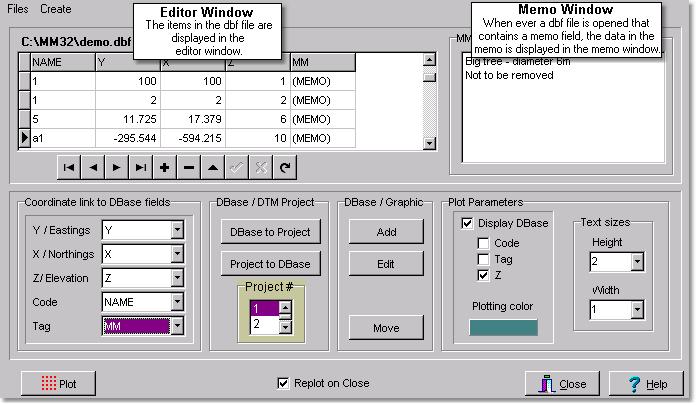 Files Create
Editor Window
The items in the dbf file are
displayed in the
editor window.
Memo Window
When ever a dbf file is opened that
contains a memo field, the data in
the memo is displayed in the memo window.
C:\MM32\demo.dbf
NAME Y X Z MM
1 100 100 1 (MEMO)
1 2 2 2 (MEMO)
5 11.725 17.379 6 (MEMO)
a1 -295.544 -594.215 10 (MEMO)
MM
Big tree - diameter 6m
Not to be removed
Coordinate link to DBase fields
Y / Eastings Y
X / Northings X
Z/ Elevation Z
Code NAME
Tag MM
DBase / DTM Project
DBase to Project
Project to DBase
Project #
1
2
DBase / Graphic
Add
Edit
Move
Plot Parameters
Display DBase
Code
Tag
Z
Plotting color
Text sizes
Height
2
Width
1
Plot
Replot on Close
Close
Help